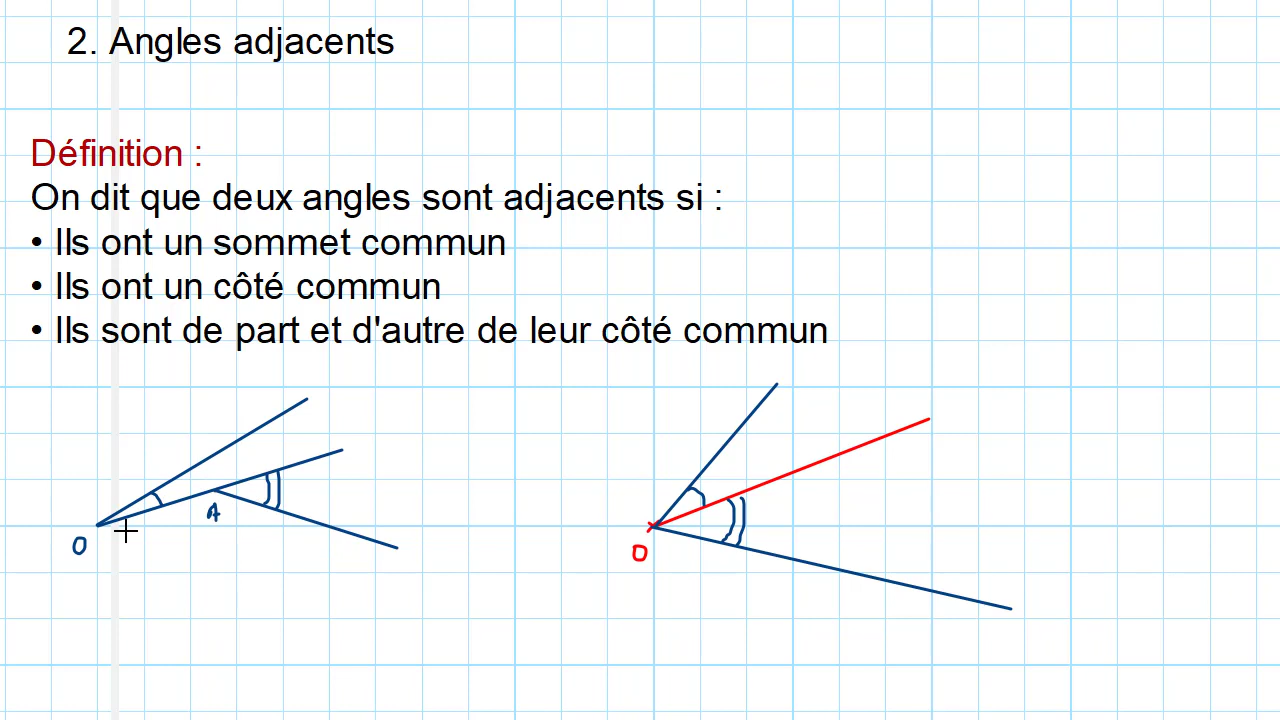 2. Angles adjacents
Définition :
On dit que deux angles sont adjacents si :
• Ils ont un sommet commun
• Ils ont un côté commun
• Ils sont de part et d'autre de leur côté commun
A
O
O